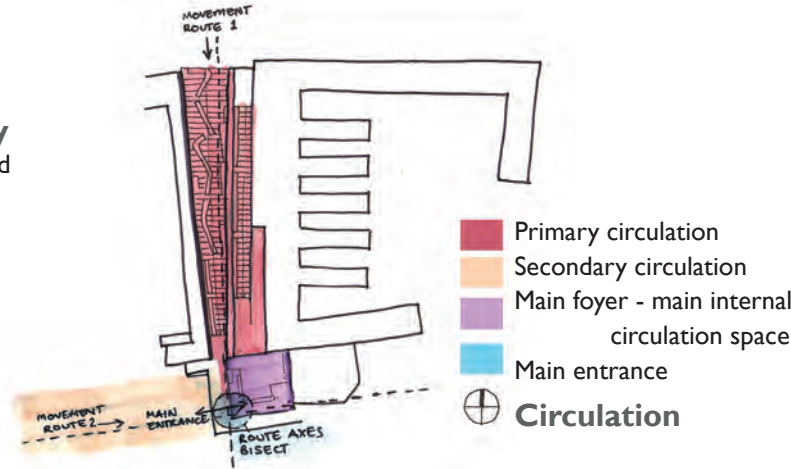 MOVEMENT
ROUTE 1
y
d
Primary circulation
Secondary circulation
Main foyer - main internal
circulation space
Main entrance
Circulation
MOVEMENT
ROUTE 2
MAIN
ENTRANCE
ROUTE AXES
BISECT